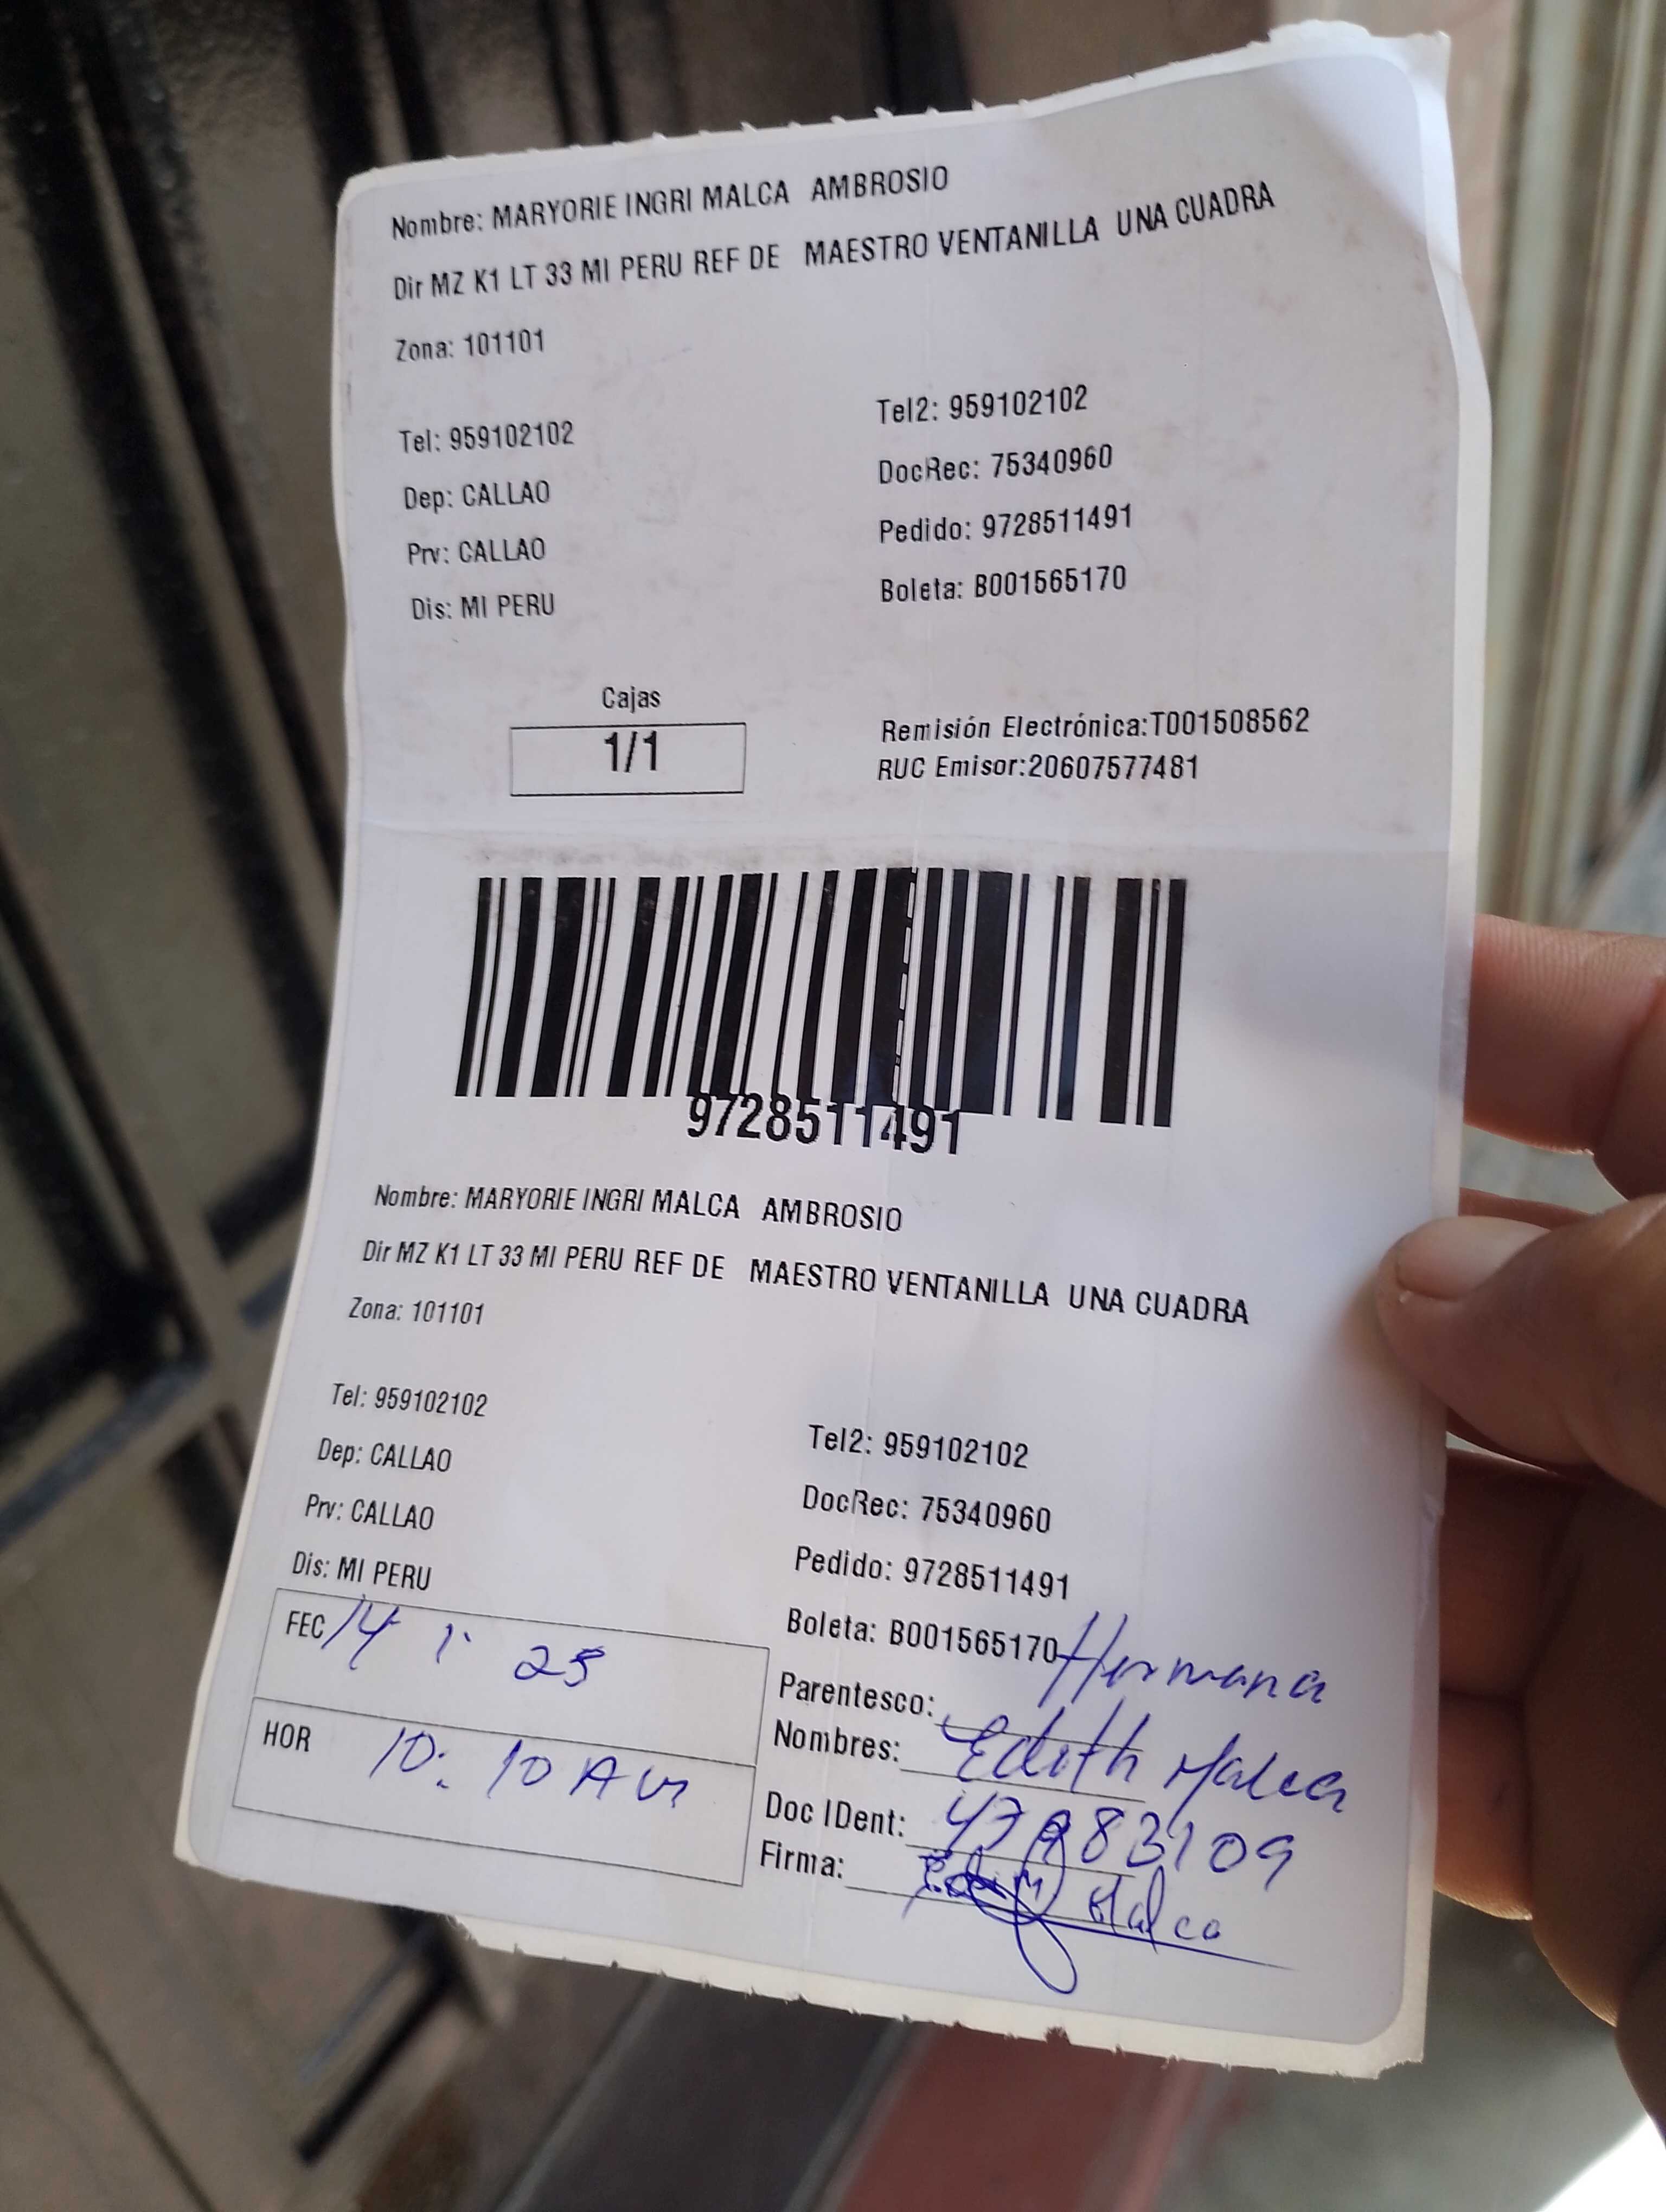 Nombre: MARYORIE INGRI MALCA AMBROSIO
Dir MZ K1 LT 33 MI PERU REF DE MAESTRO VENTANILLA UNA CUADRA
Zona: 101101
Tel: 959102102
Tel2: 959102102
DocRec: 75340960
Dep: CALLAO
Pedido: 9728511491
Prv: CALLAO
Boleta: B001565170
Dis: MI PERU
Cajas
1/1
Remisión Electrónica:T001508562
RUC Emisor:20607577481
9728511491
Nombre: MARYORIE INGRI MALCA AMBROSIO
Dir MZ K1 LT 33 MI PERU REF DE MAESTRO VENTANILLA UNA CUADRA
Zona: 101101
Tel: 959102102
Tel2: 959102102
Dep: CALLAO
DocRec: 75340960
Prv: CALLAO
Pedido: 9728511491
Dis: MI PERU
Boleta: B001565170
FEC 14 1 25
Parentesco: Hermana
Nombres: Edith Malca
HOR 10:10 AM
Doc IDent:
Firma: Malca